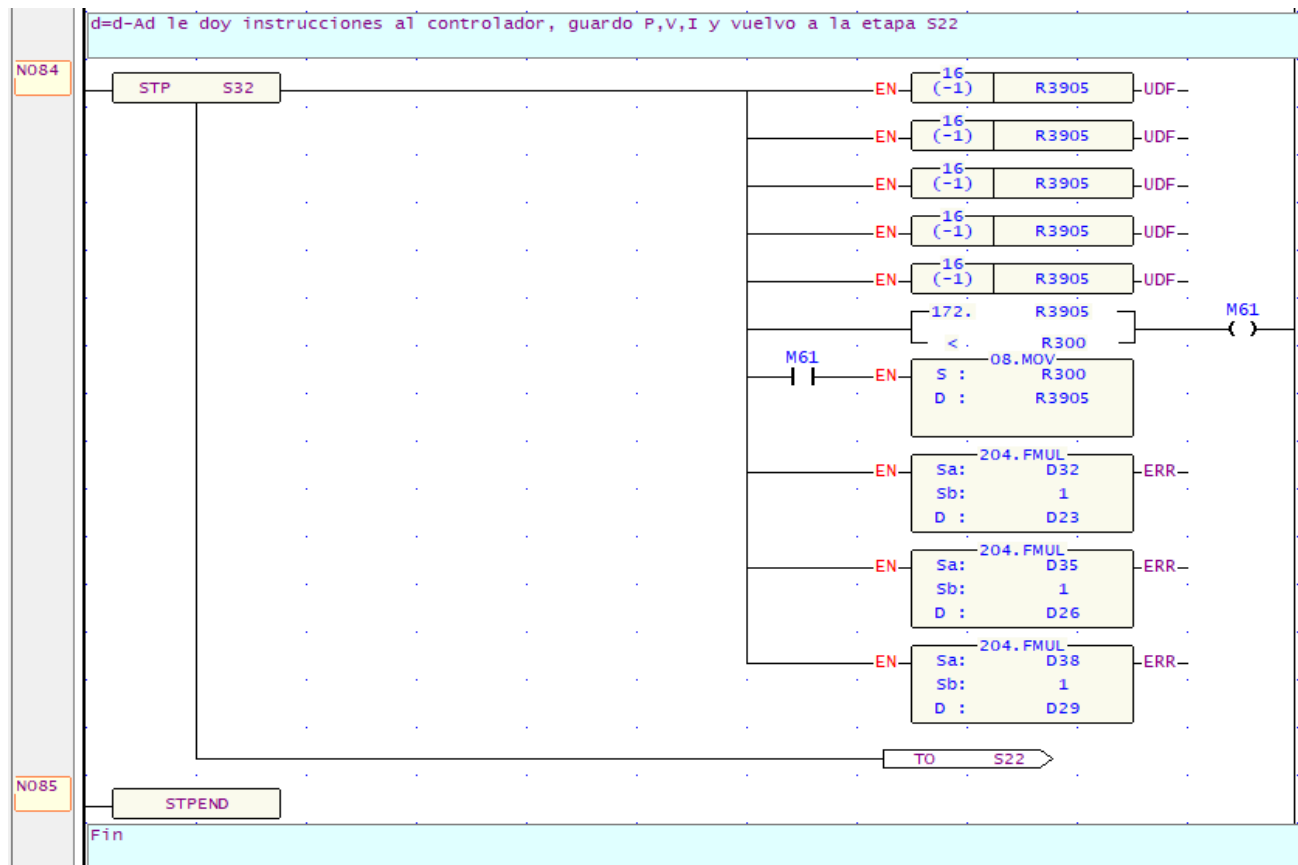 d=d-Ad le doy instrucciones al controlador, guardo P,V,I y vuelvo a la etapa S22
N084
STP S32
EN 16 (-1) R3905 UDF
EN 16 (-1) R3905 UDF
EN 16 (-1) R3905 UDF
EN 16 (-1) R3905 UDF
EN 16 (-1) R3905 UDF
172. R3905 M61
< . R300
M61 08.MOV
EN S : R300
D : R3905
204.FMUL
EN Sa: D32 ERR
Sb: 1
D : D23
204.FMUL
EN Sa: D35 ERR
Sb: 1
D : D26
204.FMUL
EN Sa: D38 ERR
Sb: 1
D : D29
TO S22
N085
STPEND
Fin